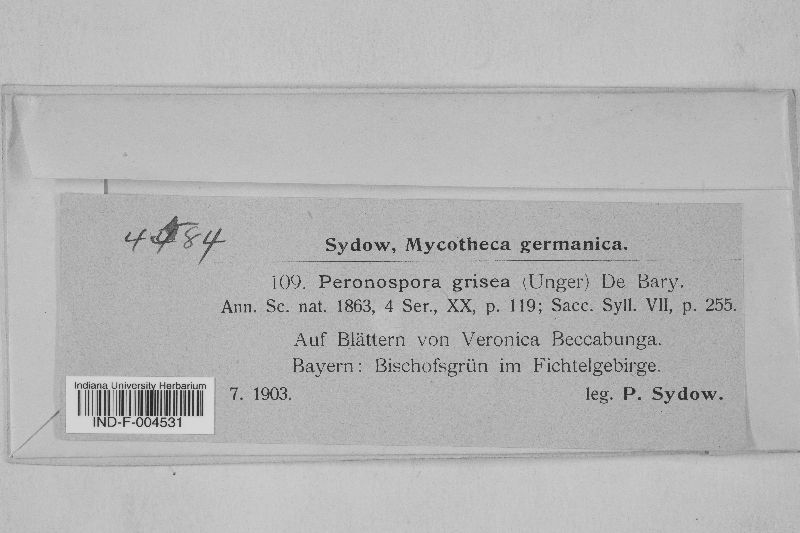 Sydow, Mycotheca germanica.
109. Peronospora grisea (Unger) De Bary.
Ann. Sc. nat. 1863, 4 Ser., XX, p. 119; Sacc. Syll. VII, p. 255.
Auf Blättern von Veronica Beccabunga.
Bayern: Bischofsgrün im Fichtelgebirge.
7. 1903. leg. P. Sydow.
Indiana University Herbarium
IND-F-004531